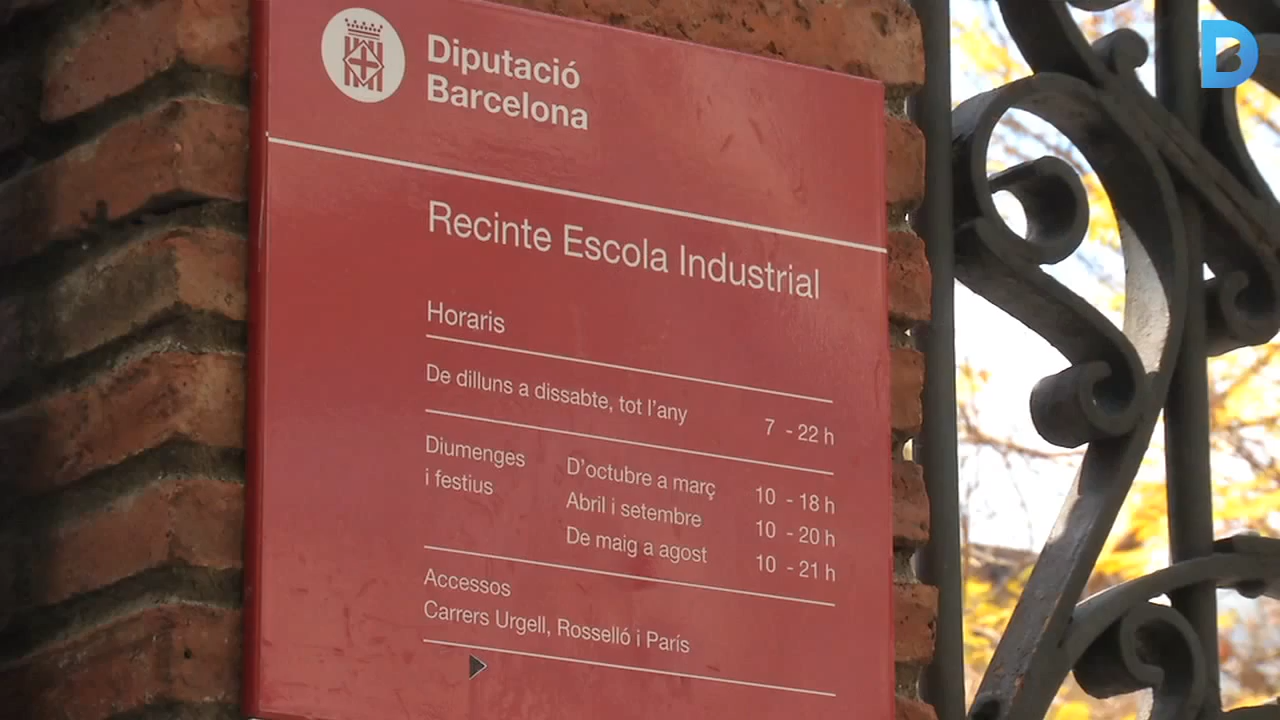 Diputació
Barcelona
Recinte Escola Industrial
Horaris
De dilluns a dissabte, tot l'any 7 - 22 h
Diumenges i festius
D'octubre a març 10 - 18 h
Abril i setembre 10 - 20 h
De maig a agost 10 - 21 h
Accessos
Carrers Urgell, Rosselló i París
D